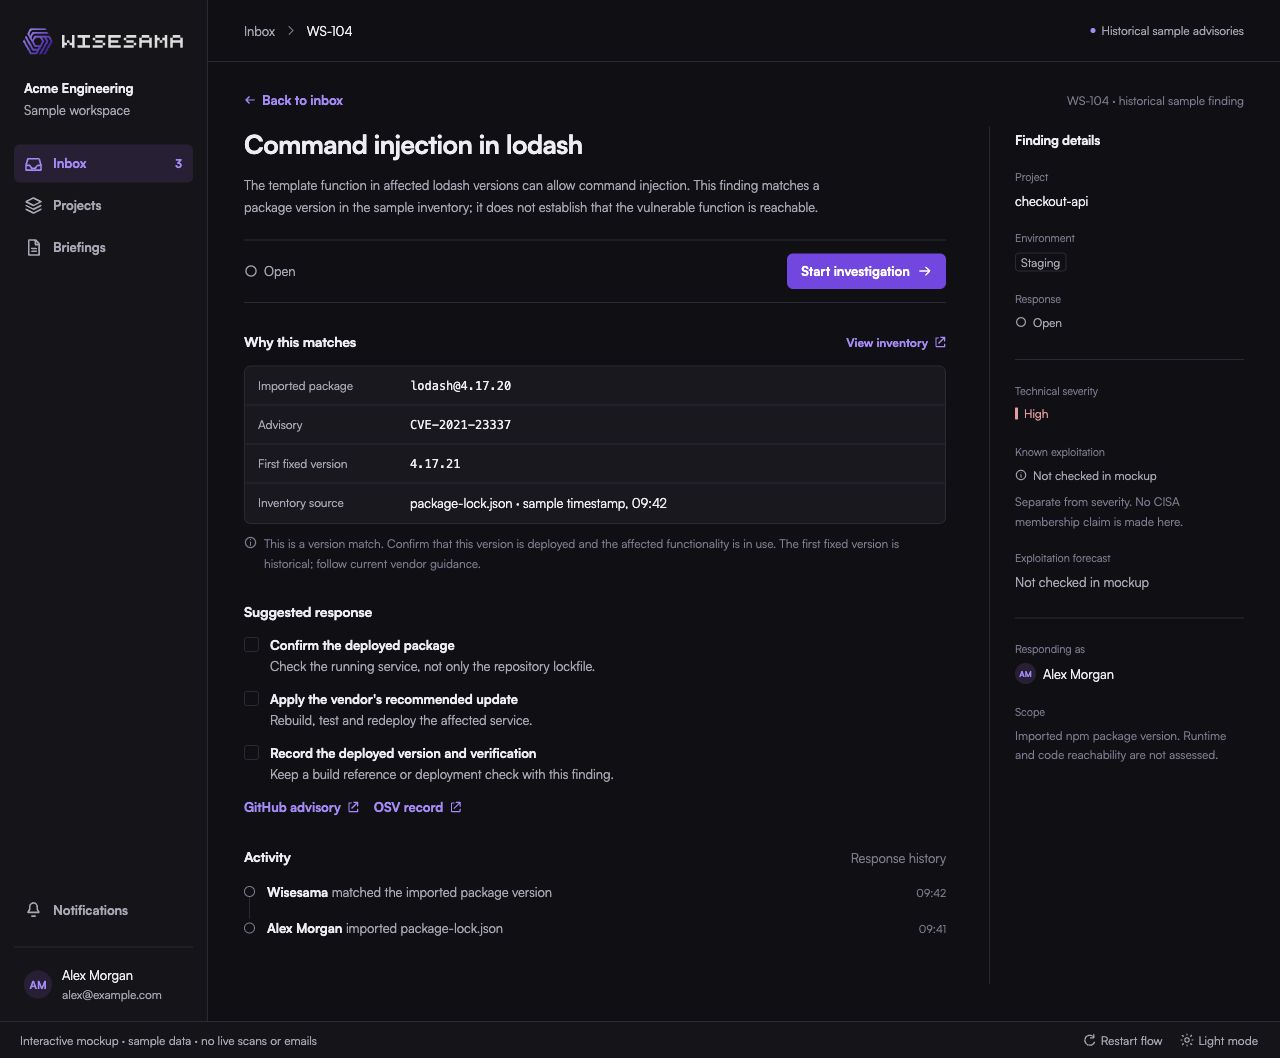 WISESAMA
Acme Engineering
Sample workspace
Inbox 3
Projects
Briefings
Notifications
AM
Alex Morgan
alex@example.com
Inbox > WS-104
Historical sample advisories
← Back to inbox
WS-104 · historical sample finding
Command injection in lodash
The template function in affected lodash versions can allow command injection. This finding matches a
package version in the sample inventory; it does not establish that the vulnerable function is reachable.
Open
Start investigation →
Why this matches
View inventory
Imported package lodash@4.17.20
Advisory CVE-2021-23337
First fixed version 4.17.21
Inventory source package-lock.json · sample timestamp, 09:42
This is a version match. Confirm that this version is deployed and the affected functionality is in use. The first fixed version is
historical; follow current vendor guidance.
Suggested response
Confirm the deployed package
Check the running service, not only the repository lockfile.
Apply the vendor's recommended update
Rebuild, test and redeploy the affected service.
Record the deployed version and verification
Keep a build reference or deployment check with this finding.
GitHub advisory
OSV record
Activity
Response history
Wisesama matched the imported package version 09:42
Alex Morgan imported package-lock.json 09:41
Finding details
Project
checkout-api
Environment
Staging
Response
Open
Technical severity
High
Known exploitation
Not checked in mockup
Separate from severity. No CISA
membership claim is made here.
Exploitation forecast
Not checked in mockup
Responding as
AM Alex Morgan
Scope
Imported npm package version. Runtime
and code reachability are not assessed.
Interactive mockup · sample data · no live scans or emails
Restart flow
Light mode